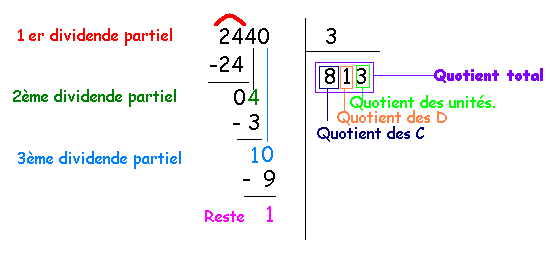 1 er dividende partiel 2440 3
-24 813 Quotient total
2ème dividende partiel 04 Quotient des unités.
- 3 Quotient des D
Quotient des C
3ème dividende partiel 10
- 9
Reste 1